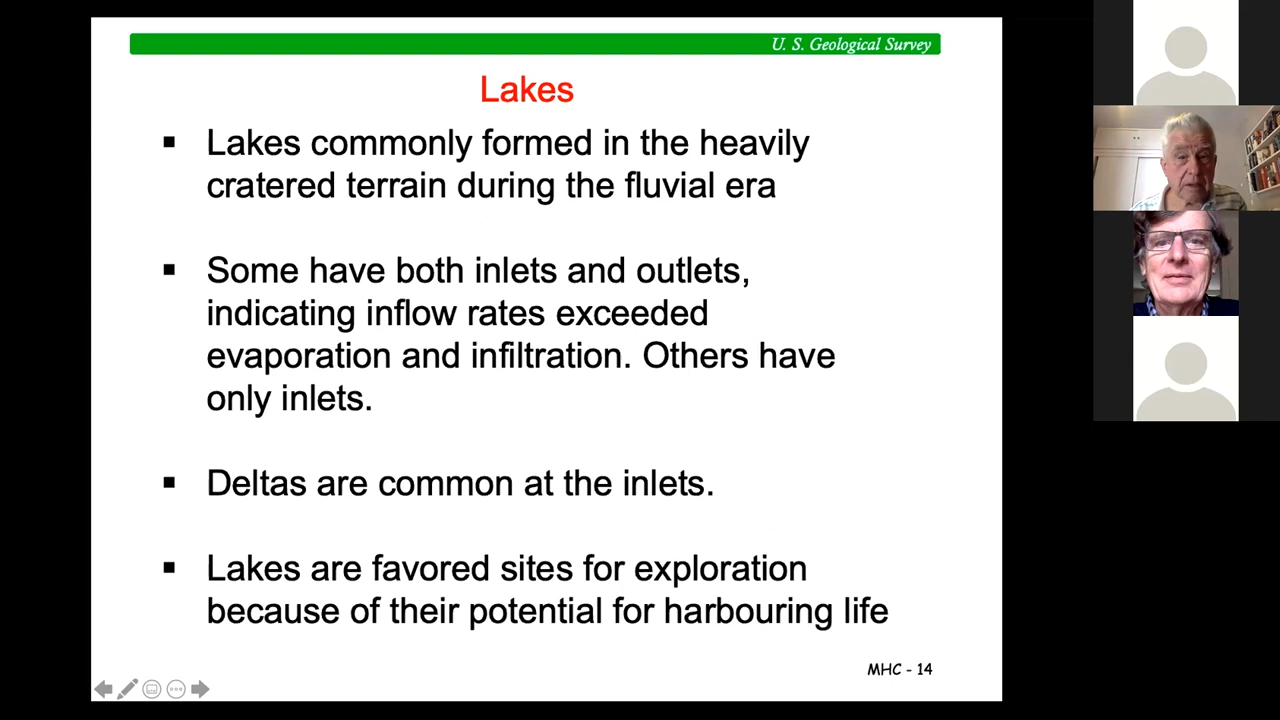 U. S. Geological Survey
Lakes
▪ Lakes commonly formed in the heavily
cratered terrain during the fluvial era
▪ Some have both inlets and outlets,
indicating inflow rates exceeded
evaporation and infiltration. Others have
only inlets.
▪ Deltas are common at the inlets.
▪ Lakes are favored sites for exploration
because of their potential for harbouring life
MHC - 14